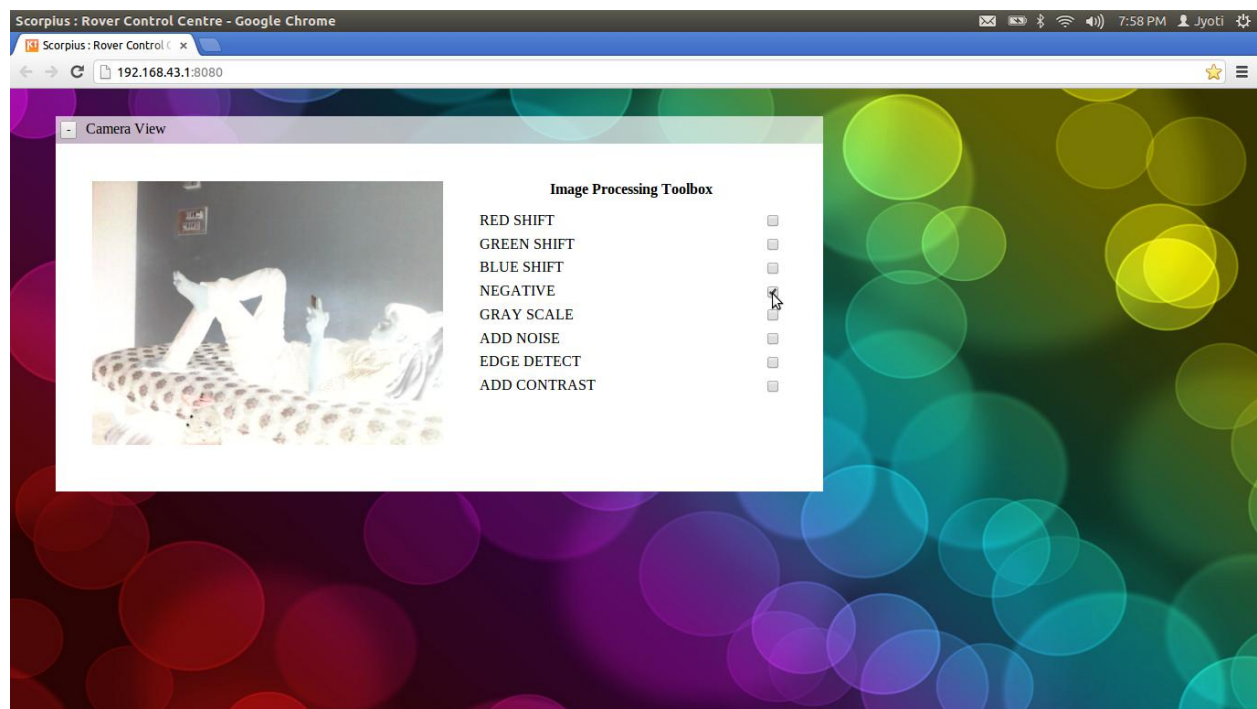 Scorpius : Rover Control Centre - Google Chrome
7:58 PM Jyoti
Scorpius : Rover Control C
192.168.43.1:8080
- Camera View
Image Processing Toolbox
RED SHIFT
GREEN SHIFT
BLUE SHIFT
NEGATIVE
GRAY SCALE
ADD NOISE
EDGE DETECT
ADD CONTRAST